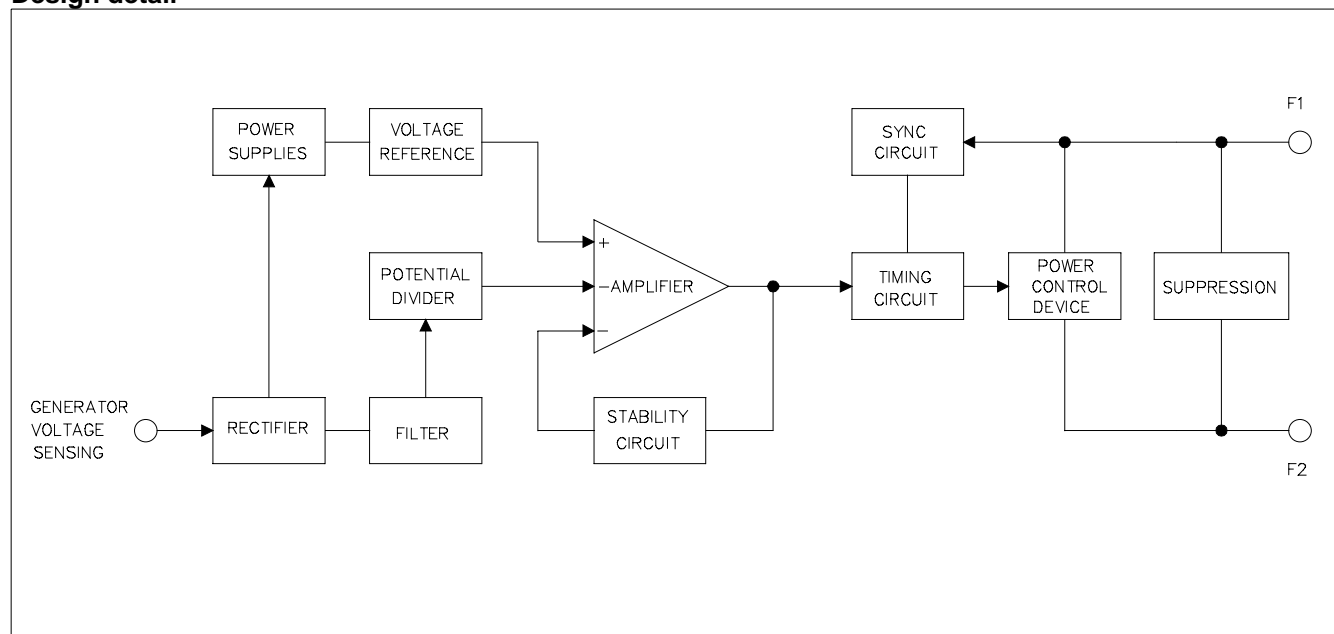 Design detail
POWER
SUPPLIES
VOLTAGE
REFERENCE
SYNC
CIRCUIT
F1
+
POTENTIAL
DIVIDER
-AMPLIFIER
-
TIMING
CIRCUIT
POWER
CONTROL
DEVICE
SUPPRESSION
GENERATOR
VOLTAGE
SENSING
RECTIFIER
FILTER
STABILITY
CIRCUIT
F2